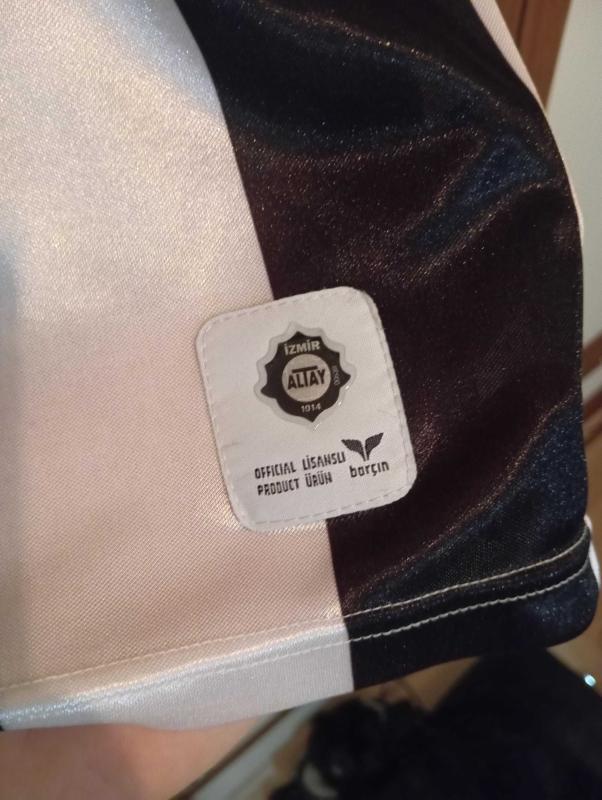 İZMİR
ALTAY
1914
OFFICIAL LİSANSLI
PRODUCT ÜRÜN
barçın